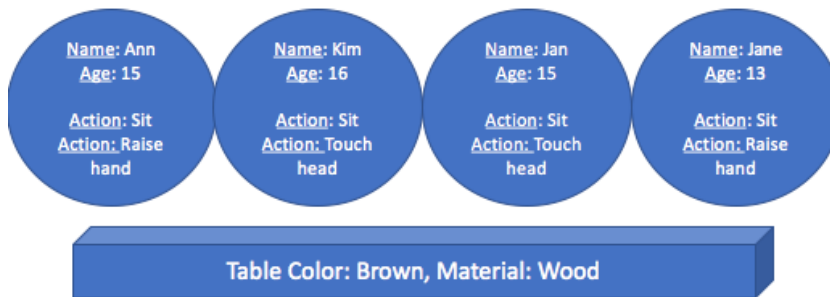 Name: Ann
Age: 15
Action: Sit
Action: Raise
hand
Name: Kim
Age: 16
Action: Sit
Action: Touch
head
Name: Jan
Age: 15
Action: Sit
Action: Touch
head
Name: Jane
Age: 13
Action: Sit
Action: Raise
hand
Table Color: Brown, Material: Wood